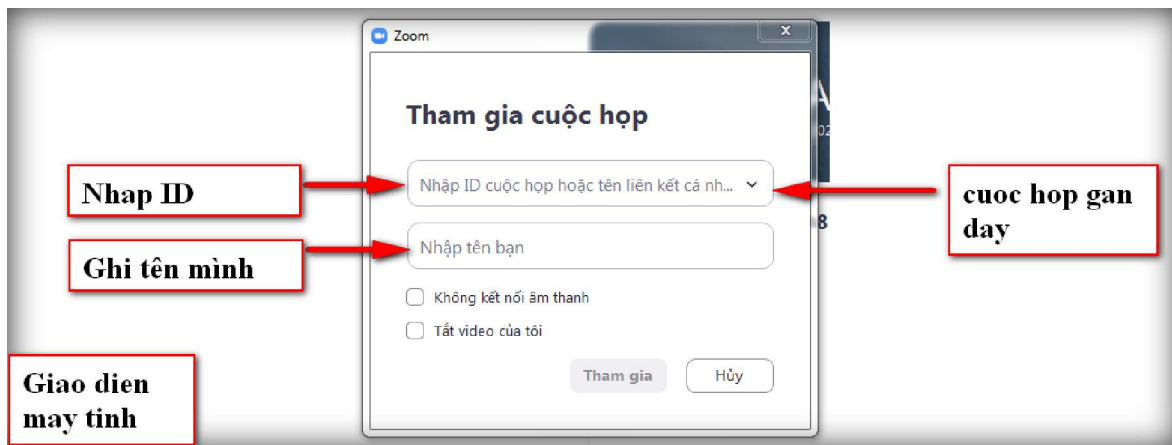 Zoom
Tham gia cuộc họp
Nhap ID
Nhập ID cuộc họp hoặc tên liên kết cá nh...
cuoc hop gan
day
Ghi tên mình
Nhập tên bạn
8
Không kết nối âm thanh
Tắt video của tôi
Giao dien
may tinh
Tham gia
Hủy